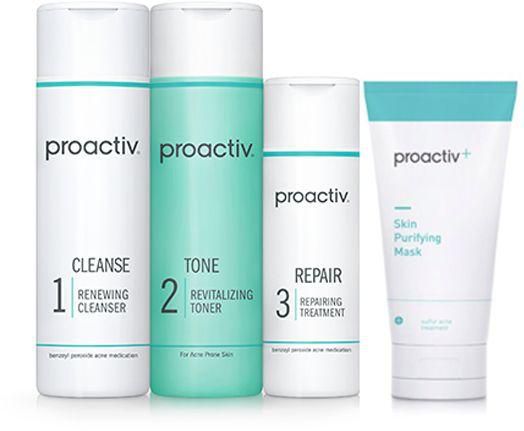 proactiv®
CLEANSE
1
RENEWING
CLEANSER
benzoyl peroxide acne medication
proactiv®
TONE
2
REVITALIZING
TONER
For Acne Prone Skin
proactiv®
REPAIR
3
REPAIRING
TREATMENT
benzoyl peroxide acne medication
proactiv+
Skin
Purifying
Mask
sulfur acne
treatment